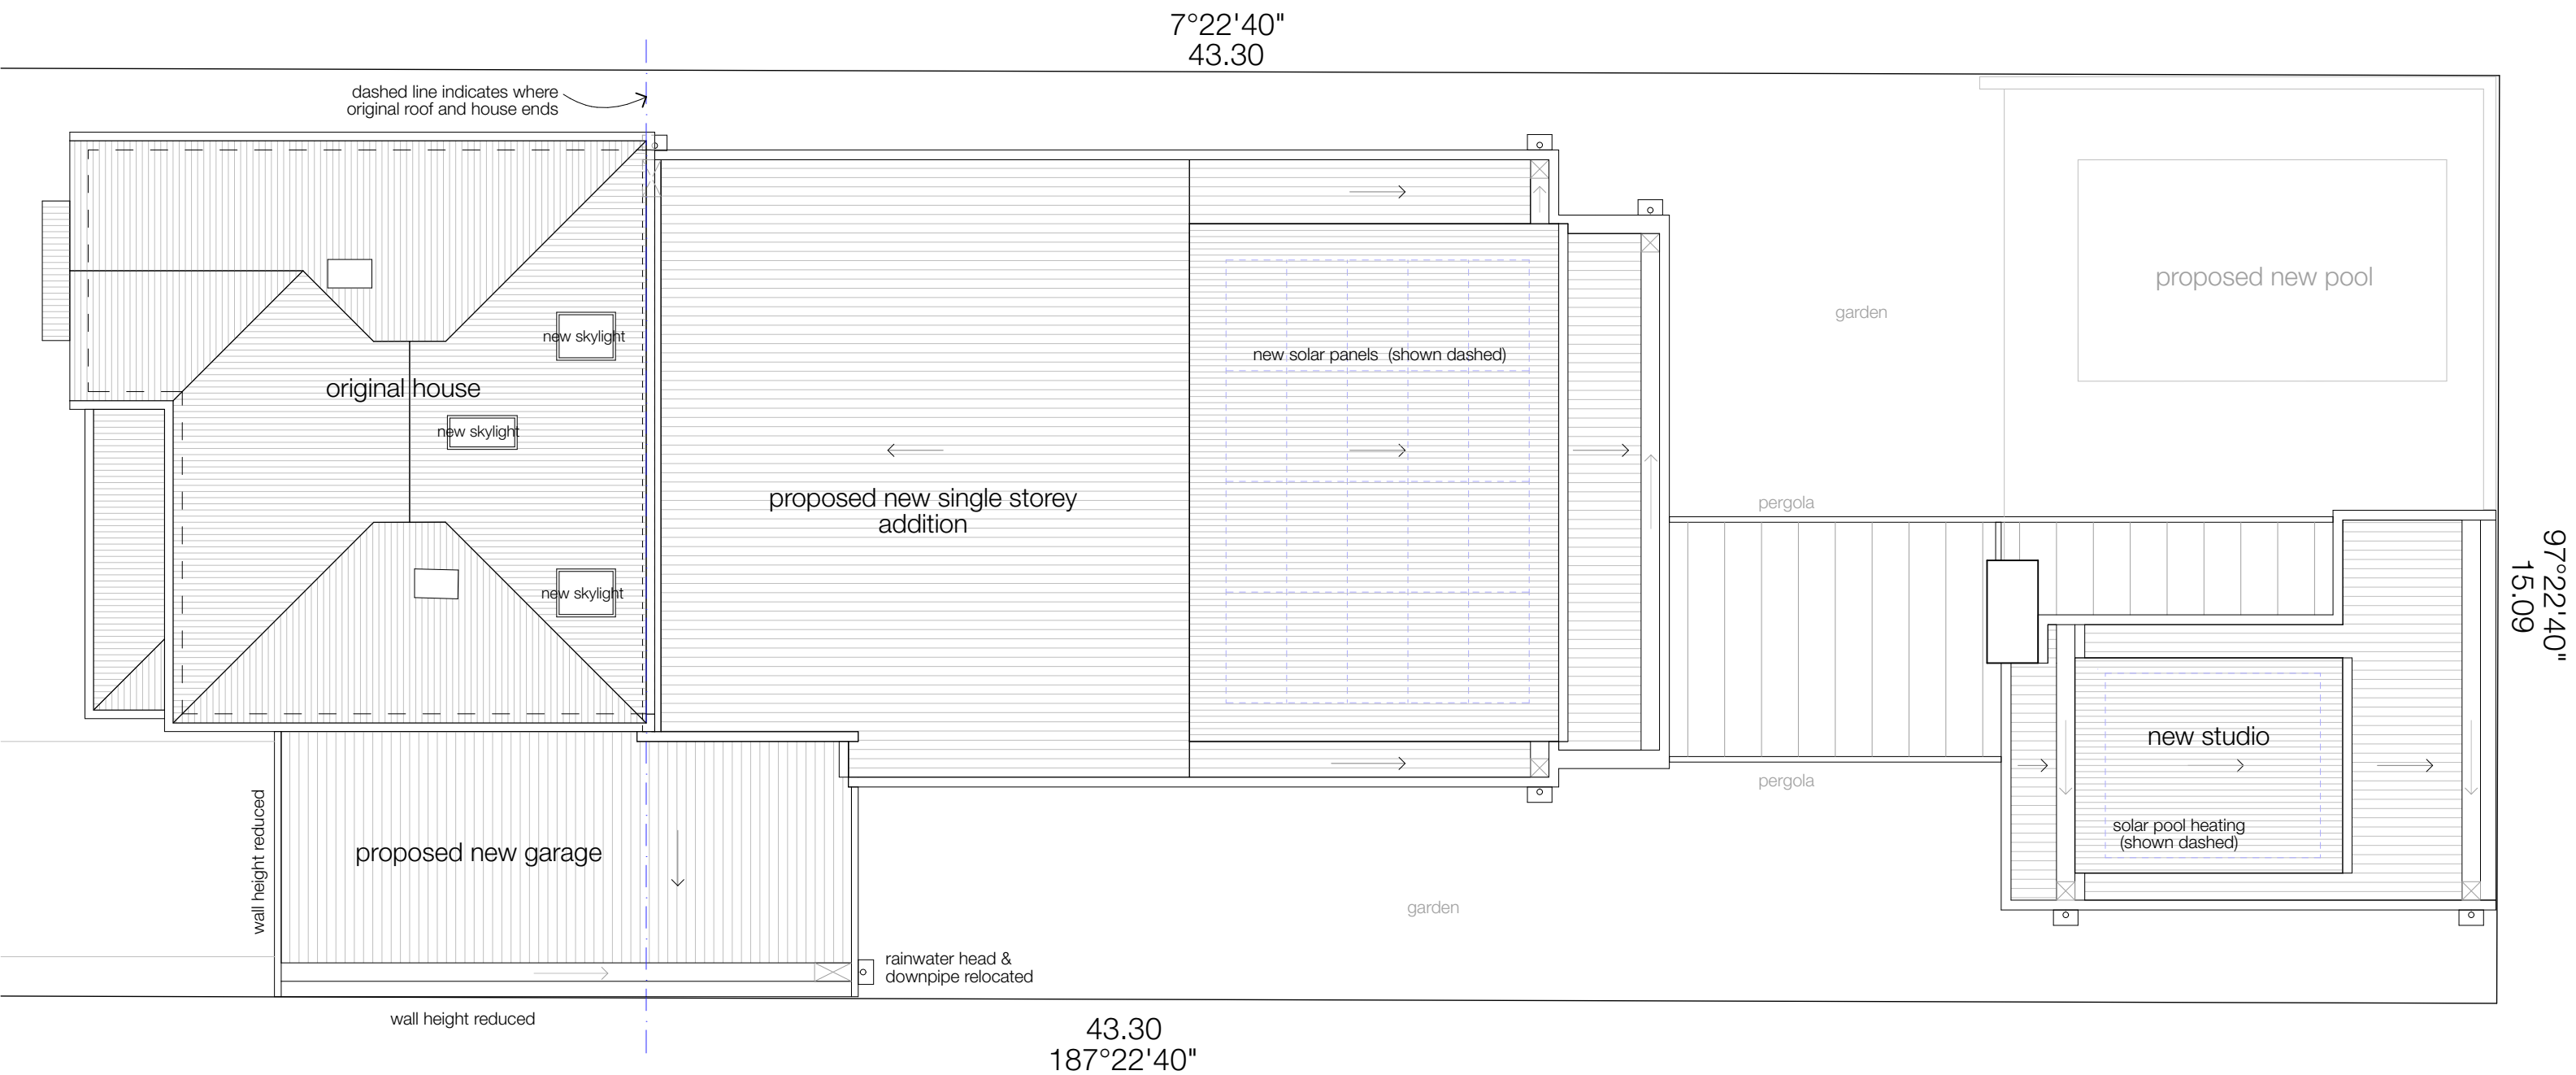 7°22'40"
43.30
dashed line indicates where
original roof and house ends
new skylight
original house
new skylight
new skylight
proposed new single storey
addition
new solar panels (shown dashed)
garden
proposed new pool
pergola
pergola
97°22'40"
15.09
new studio
solar pool heating
(shown dashed)
wall height reduced
proposed new garage
garden
rainwater head &
downpipe relocated
wall height reduced
43.30
187°22'40"